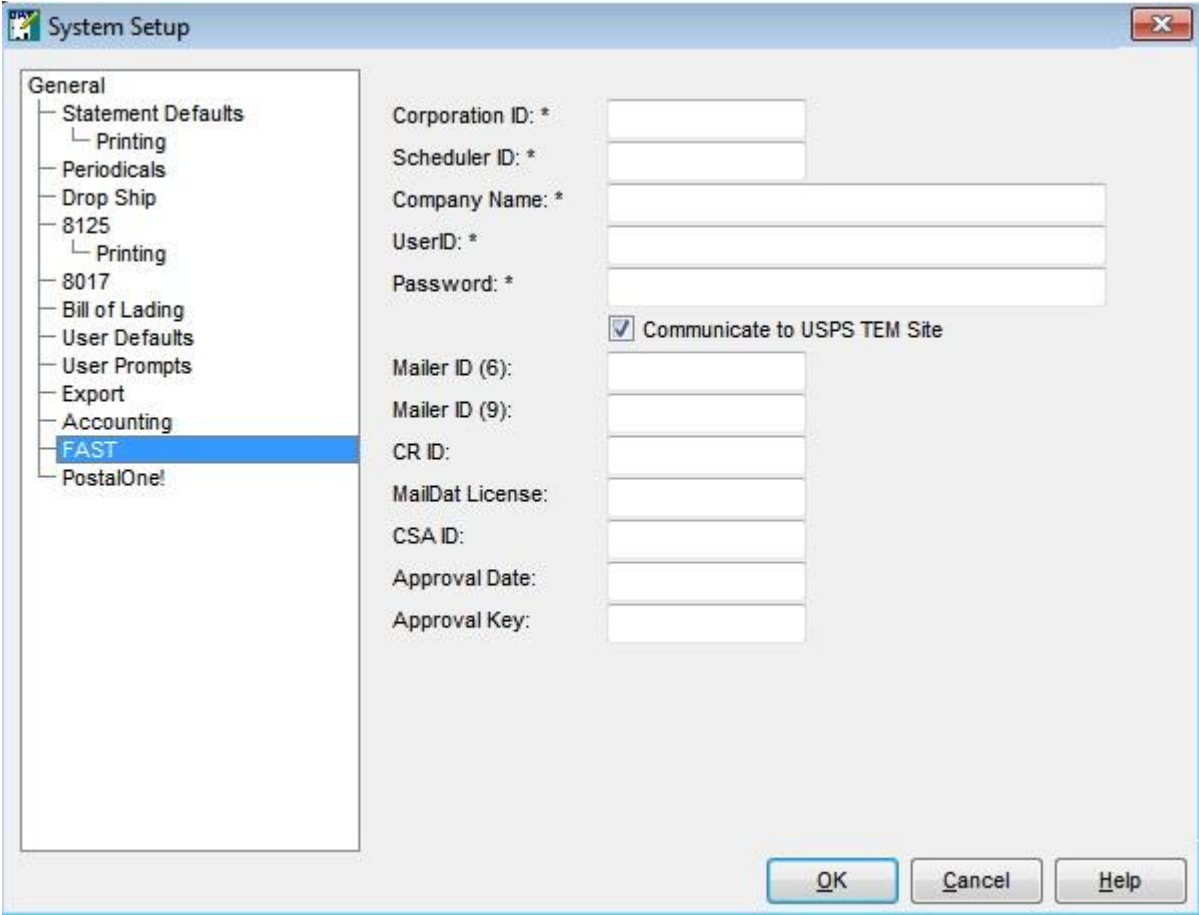 System Setup
General
Statement Defaults
Printing
Periodicals
Drop Ship
8125
Printing
8017
Bill of Lading
User Defaults
User Prompts
Export
Accounting
FAST
PostalOne!
Corporation ID: *
Scheduler ID: *
Company Name: *
UserID: *
Password: *
Communicate to USPS TEM Site
Mailer ID (6):
Mailer ID (9):
CR ID:
MailDat License:
CSA ID:
Approval Date:
Approval Key:
OK Cancel Help